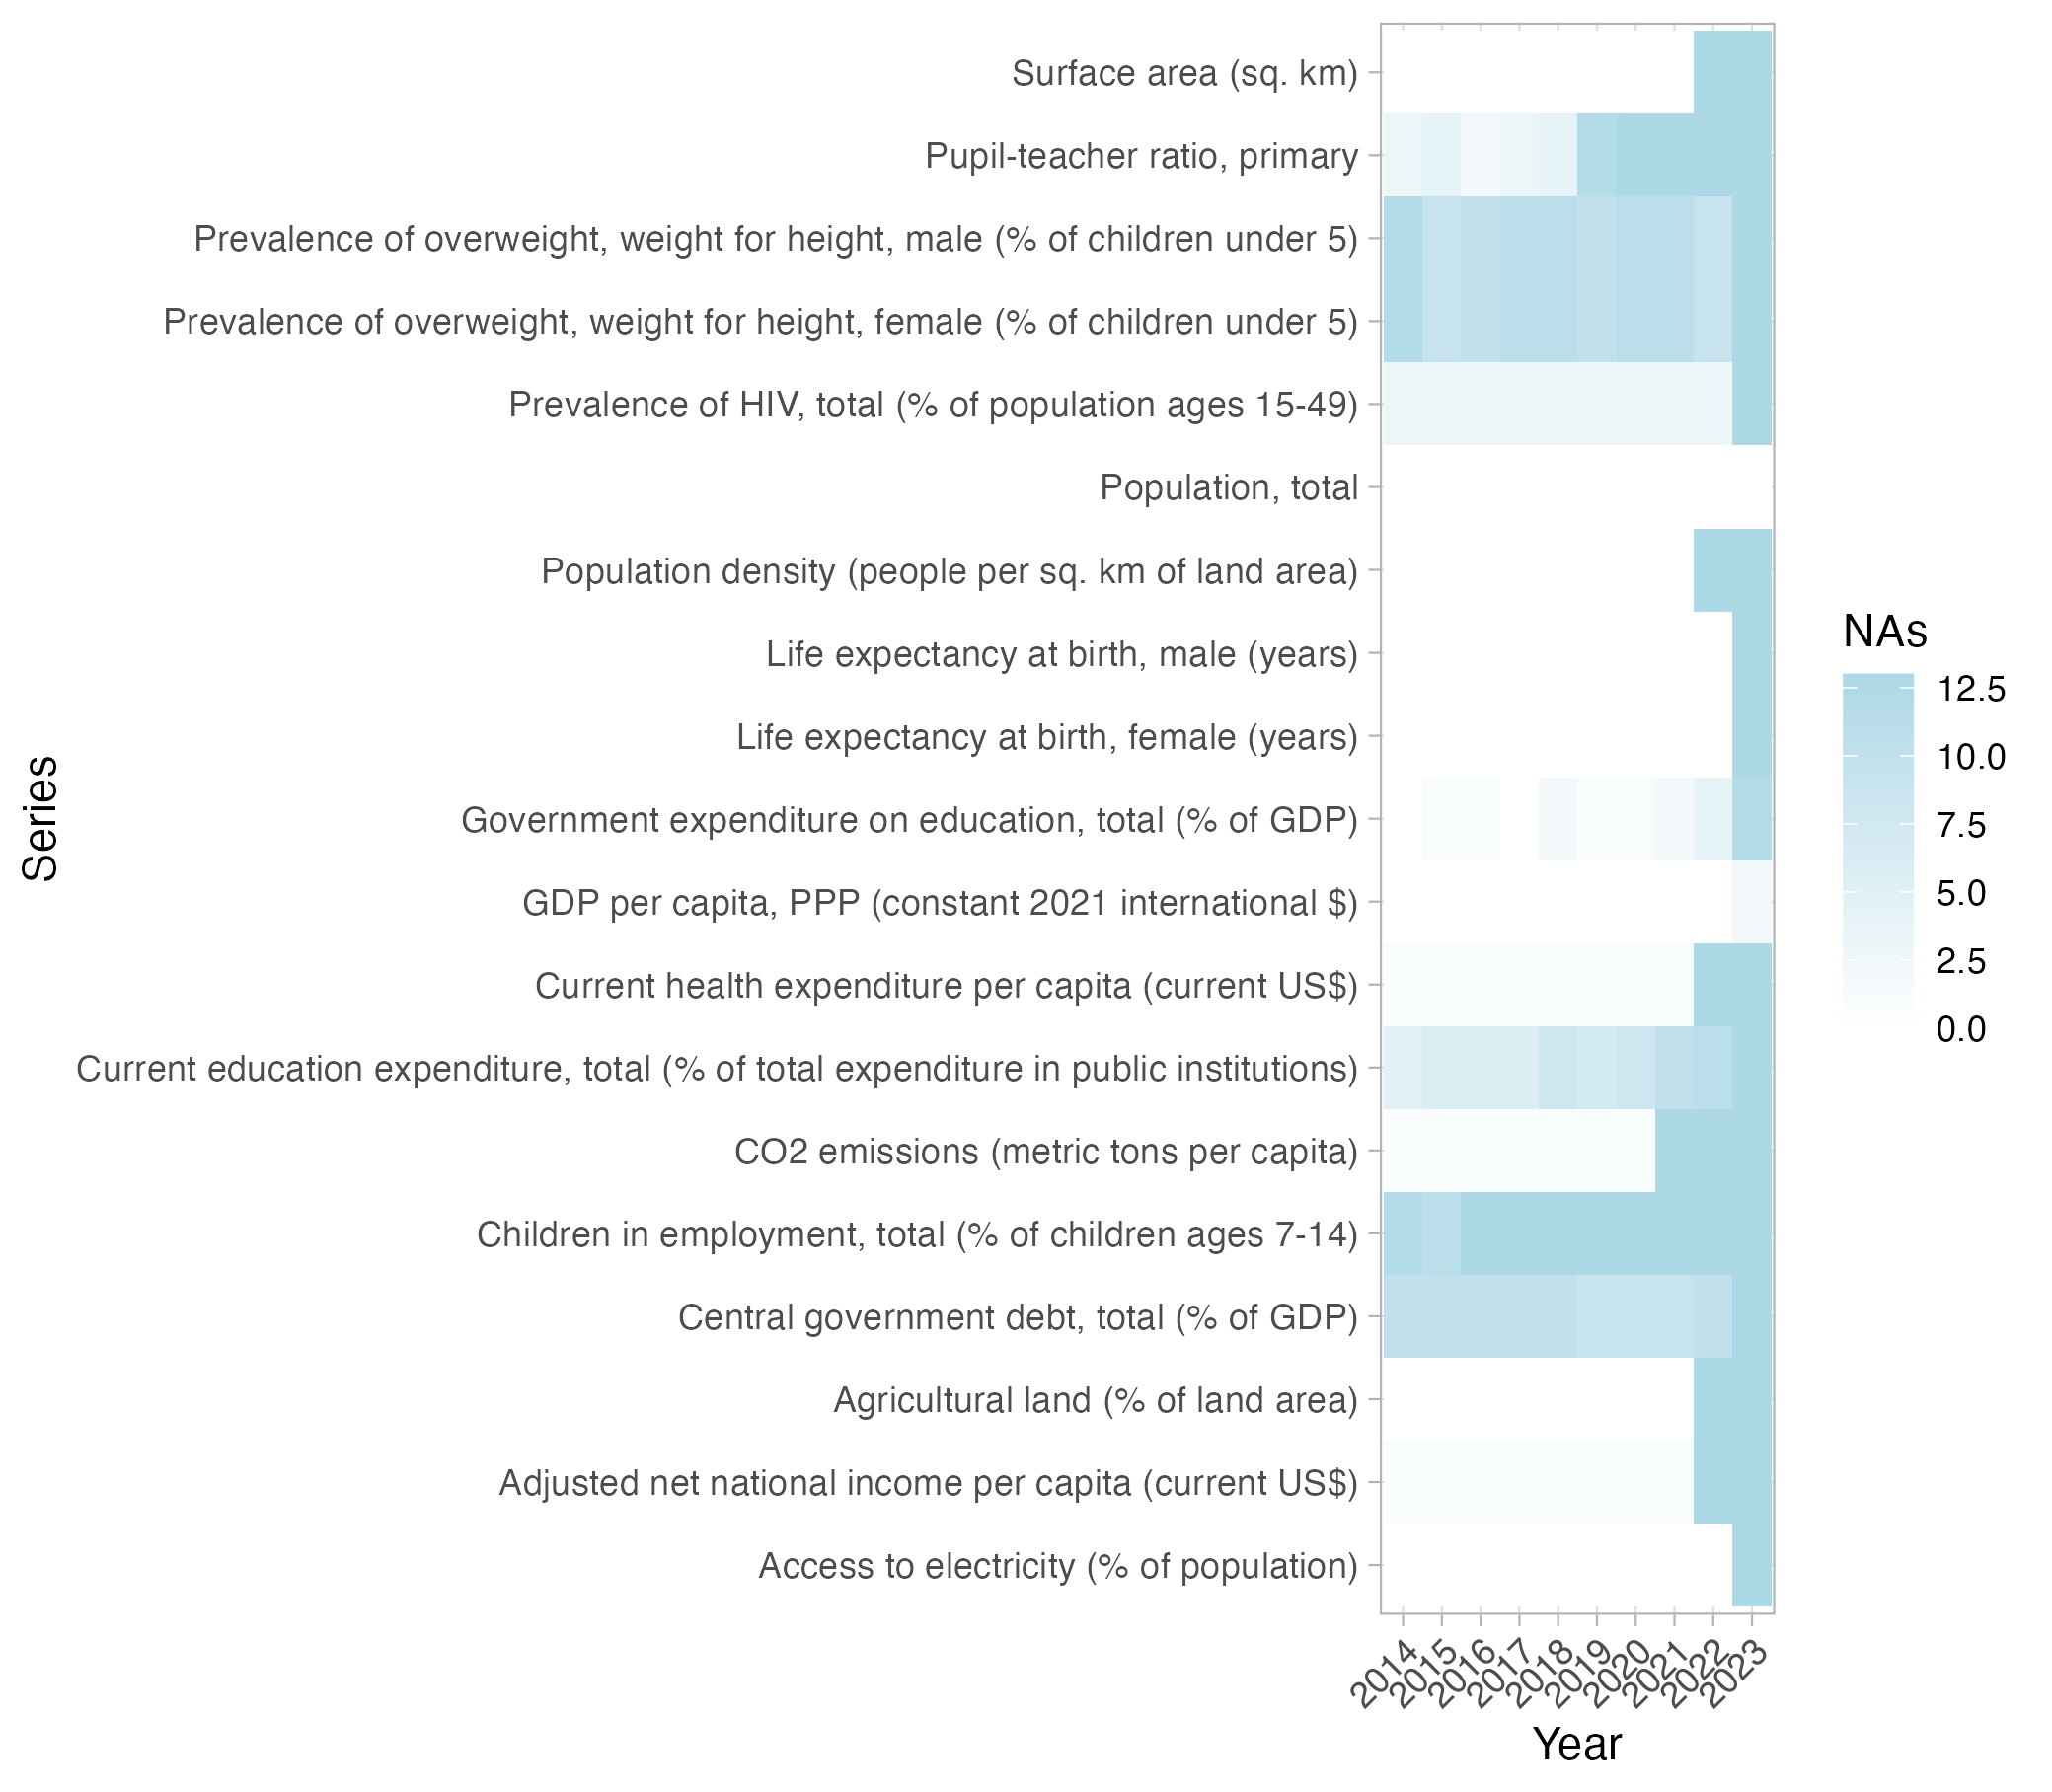 Surface area (sq. km)
Pupil-teacher ratio, primary
Prevalence of overweight, weight for height, male (% of children under 5)
Prevalence of overweight, weight for height, female (% of children under 5)
Prevalence of HIV, total (% of population ages 15-49)
Population, total
Population density (people per sq. km of land area)
Life expectancy at birth, male (years)
Life expectancy at birth, female (years)
Government expenditure on education, total (% of GDP)
GDP per capita, PPP (constant 2021 international $)
Current health expenditure per capita (current US$)
Current education expenditure, total (% of total expenditure in public institutions)
CO2 emissions (metric tons per capita)
Children in employment, total (% of children ages 7-14)
Central government debt, total (% of GDP)
Agricultural land (% of land area)
Adjusted net national income per capita (current US$)
Access to electricity (% of population)
Series
2014
2015
2016
2017
2018
2019
2020
2021
2022
2023
Year
NAs
12.5
10.0
7.5
5.0
2.5
0.0